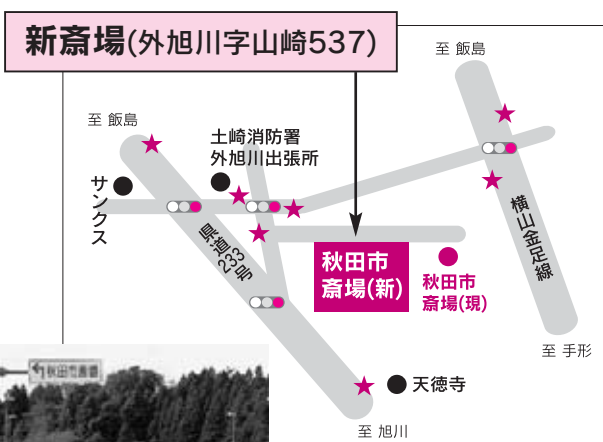 新斎場(外旭川字山崎537)
至 飯島
至 飯島
土崎消防署
外旭川出張所
サンクス
県道233号
横山金足線
秋田市
斎場(新)
秋田市
斎場(現)
至 手形
天徳寺
至 旭川
秋田市斎場